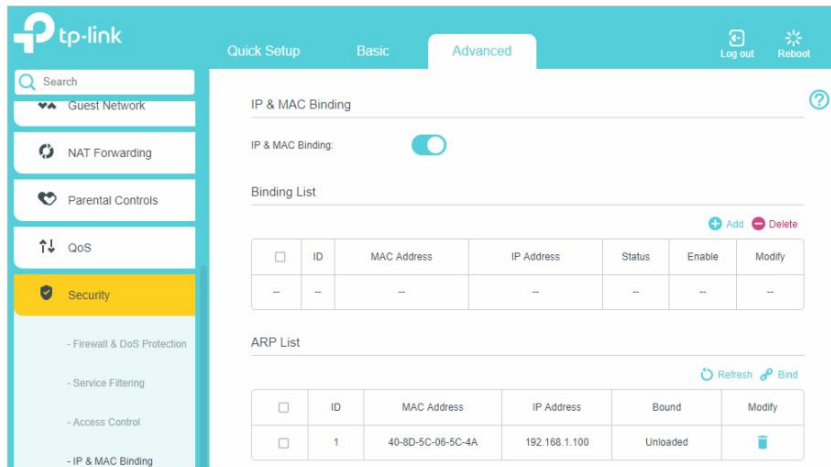 tp-link
Quick Setup Basic Advanced Log out Reboot
Search
Guest Network
NAT Forwarding
Parental Controls
QoS
Security
- Firewall & DoS Protection
- Service Filtering
- Access Control
- IP & MAC Binding
IP & MAC Binding
IP & MAC Binding:
Binding List
Add Delete
ID MAC Address IP Address Status Enable Modify
-- -- -- -- -- -- --
ARP List
Refresh Bind
ID MAC Address IP Address Bound Modify
1 40-8D-5C-06-5C-4A 192.168.1.100 Unloaded